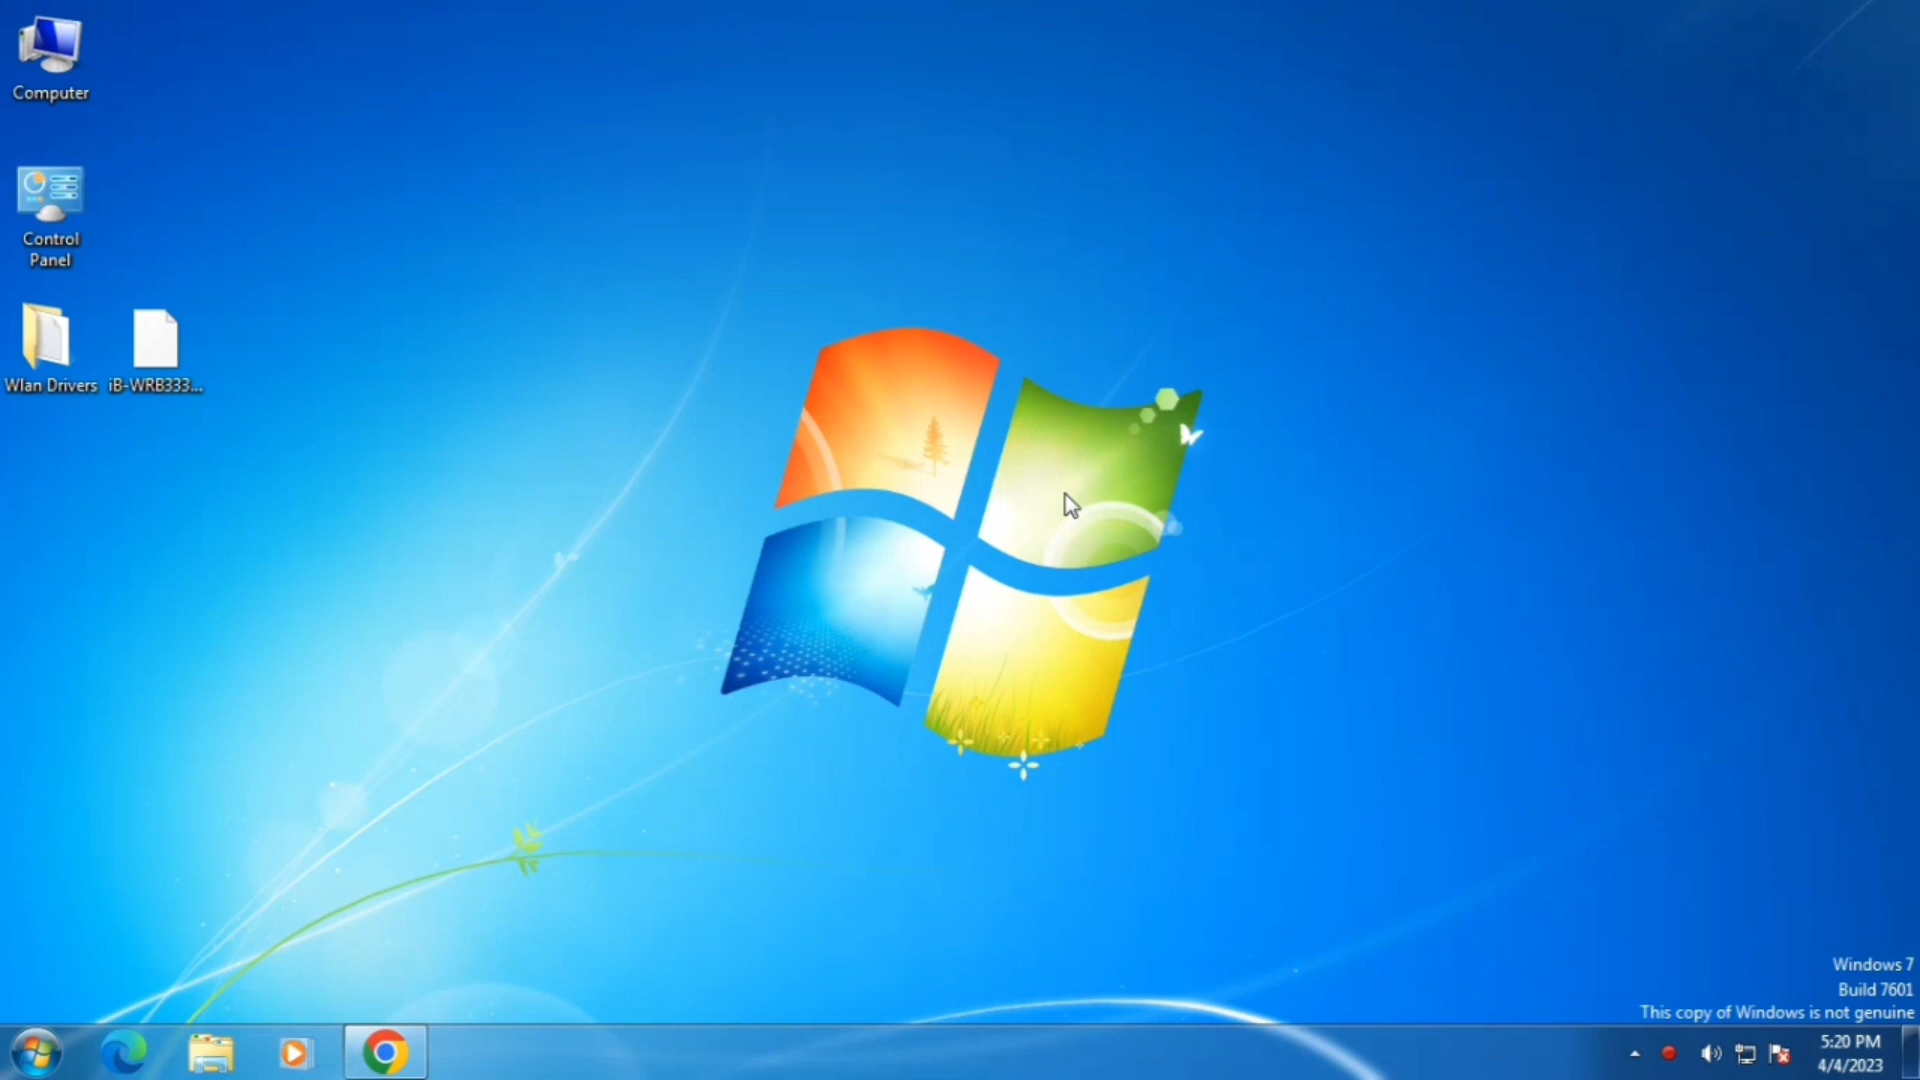 Computer
Control
Panel
Wlan Drivers
iB-WRB333...
Windows 7
Build 7601
This copy of Windows is not genuine
5:20 PM
4/4/2023